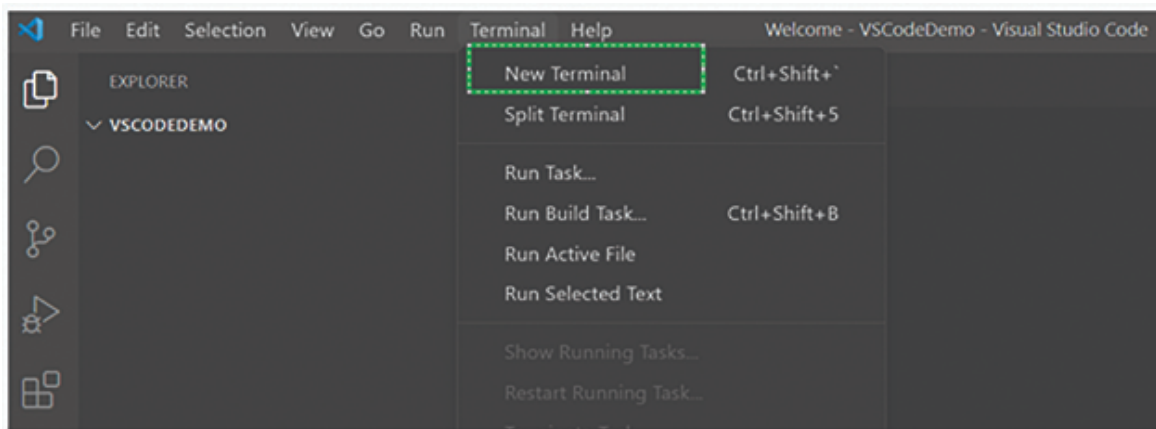 File Edit Selection View Go Run Terminal Help Welcome - VSCodeDemo - Visual Studio Code
EXPLORER
VSCODEDEMO
New Terminal Ctrl+Shift+`
Split Terminal Ctrl+Shift+5
Run Task...
Run Build Task... Ctrl+Shift+B
Run Active File
Run Selected Text
Show Running Tasks...
Restart Running Task...